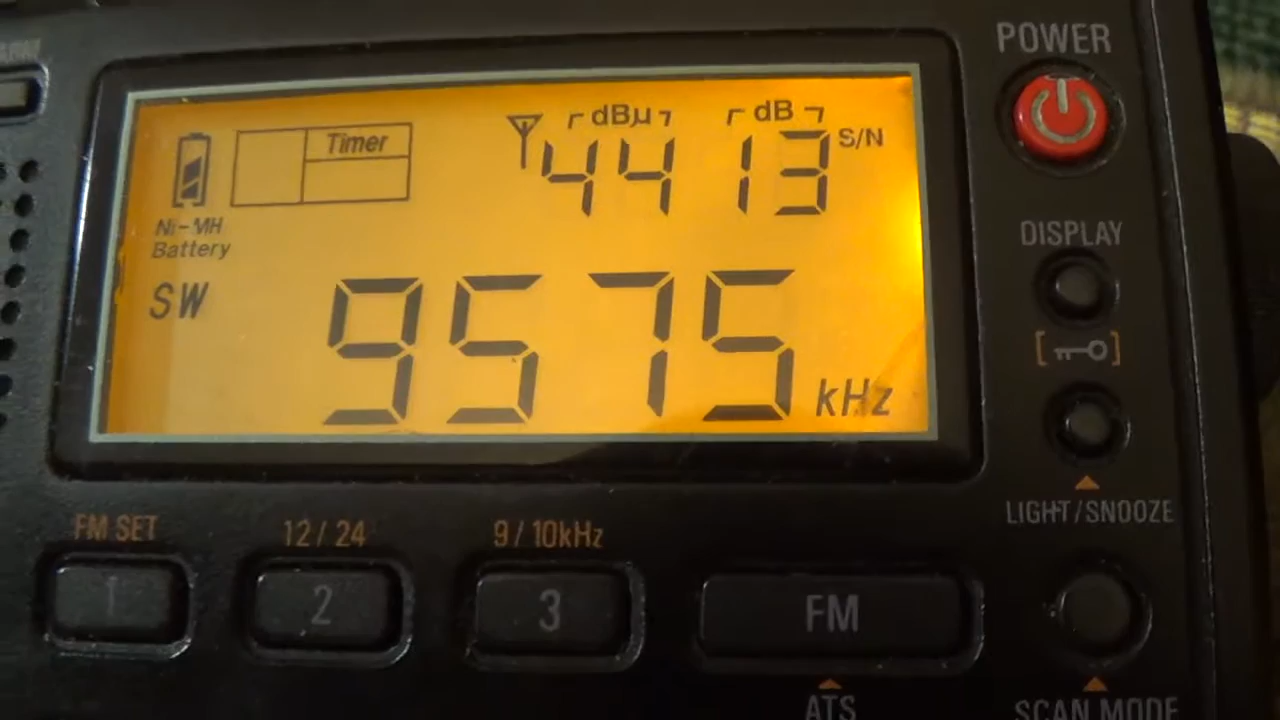 POWER
dBµ dB
Timer 44 13 S/N
Ni-MH
Battery
DISPLAY
SW 9575 kHz
LIGHT/SNOOZE
FM SET 12/24 9/10kHz
1 2 3 FM
ATS SCAN MODE